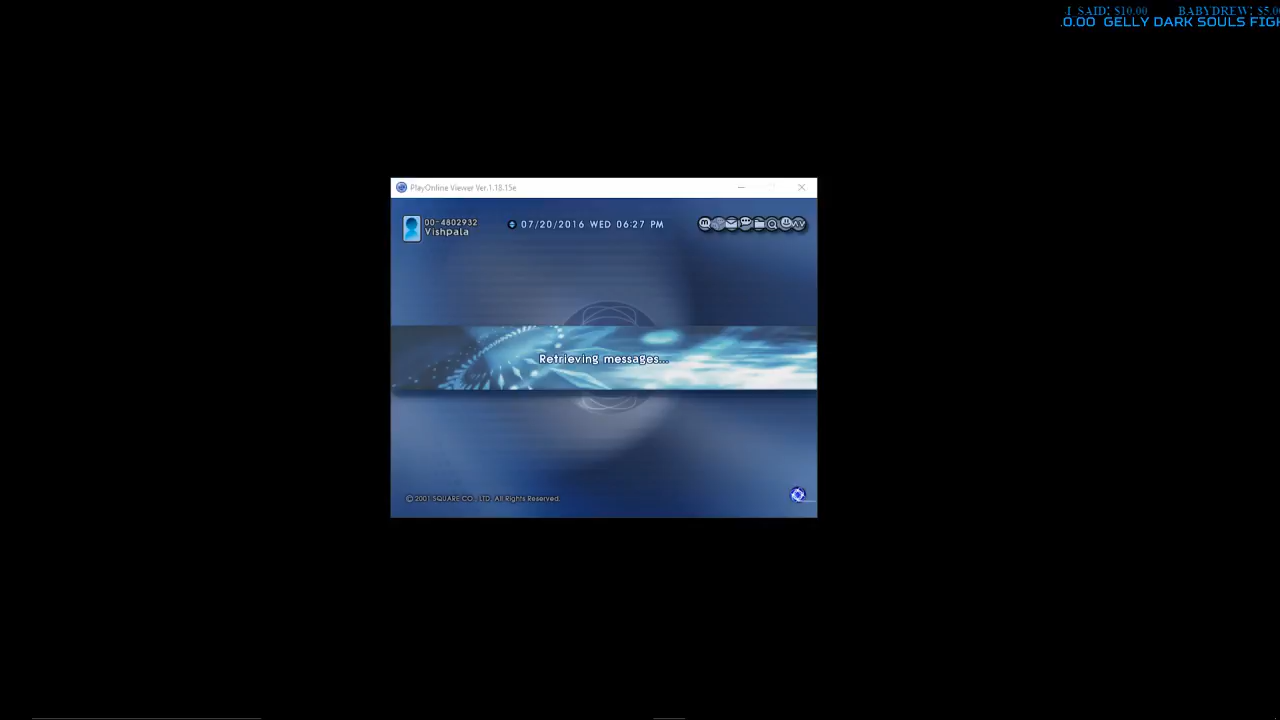 I SAID: $10.00 BABYDREW: $5.0
.0.00 GELLY DARK SOULS FIGH
PlayOnline Viewer Ver.1.18.15e
00-4802932
Vishpala
07/20/2016 WED 06:27 PM
Retrieving messages...
© 2001 SQUARE CO., LTD. All Rights Reserved.